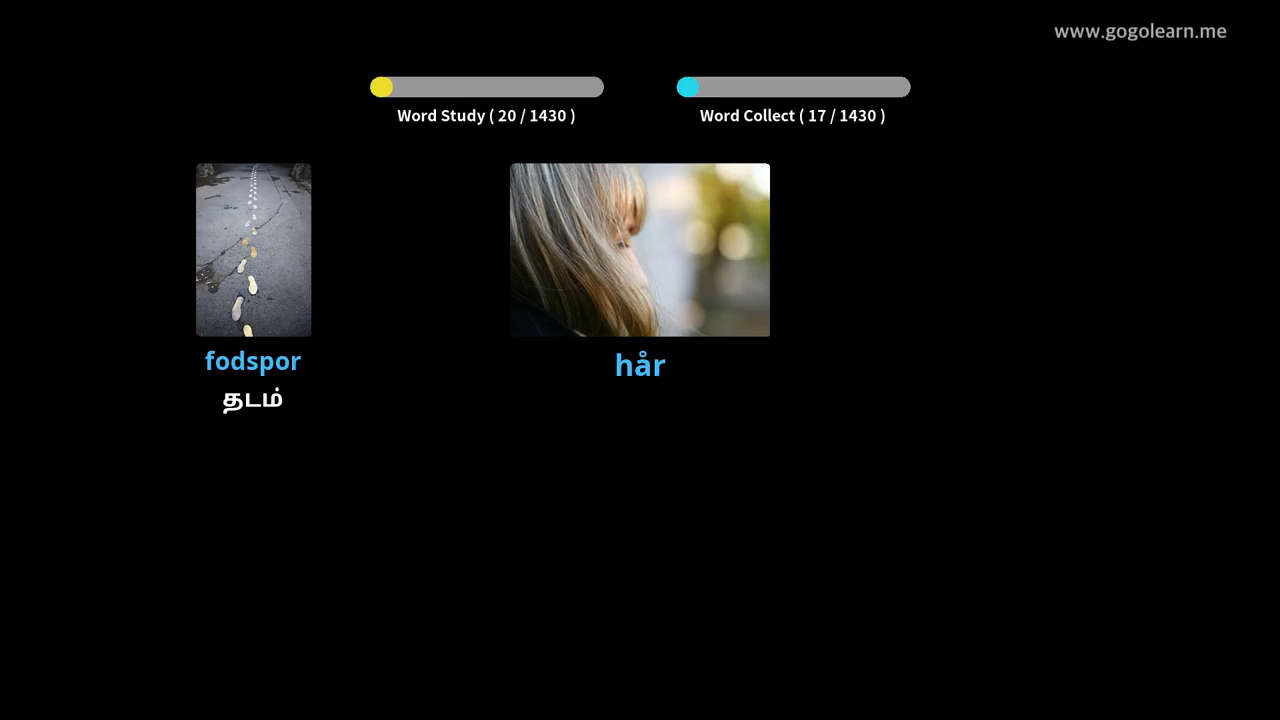 www.gogolearn.me
Word Study ( 20 / 1430 )
Word Collect ( 17 / 1430 )
fodspor
தடம்
hår